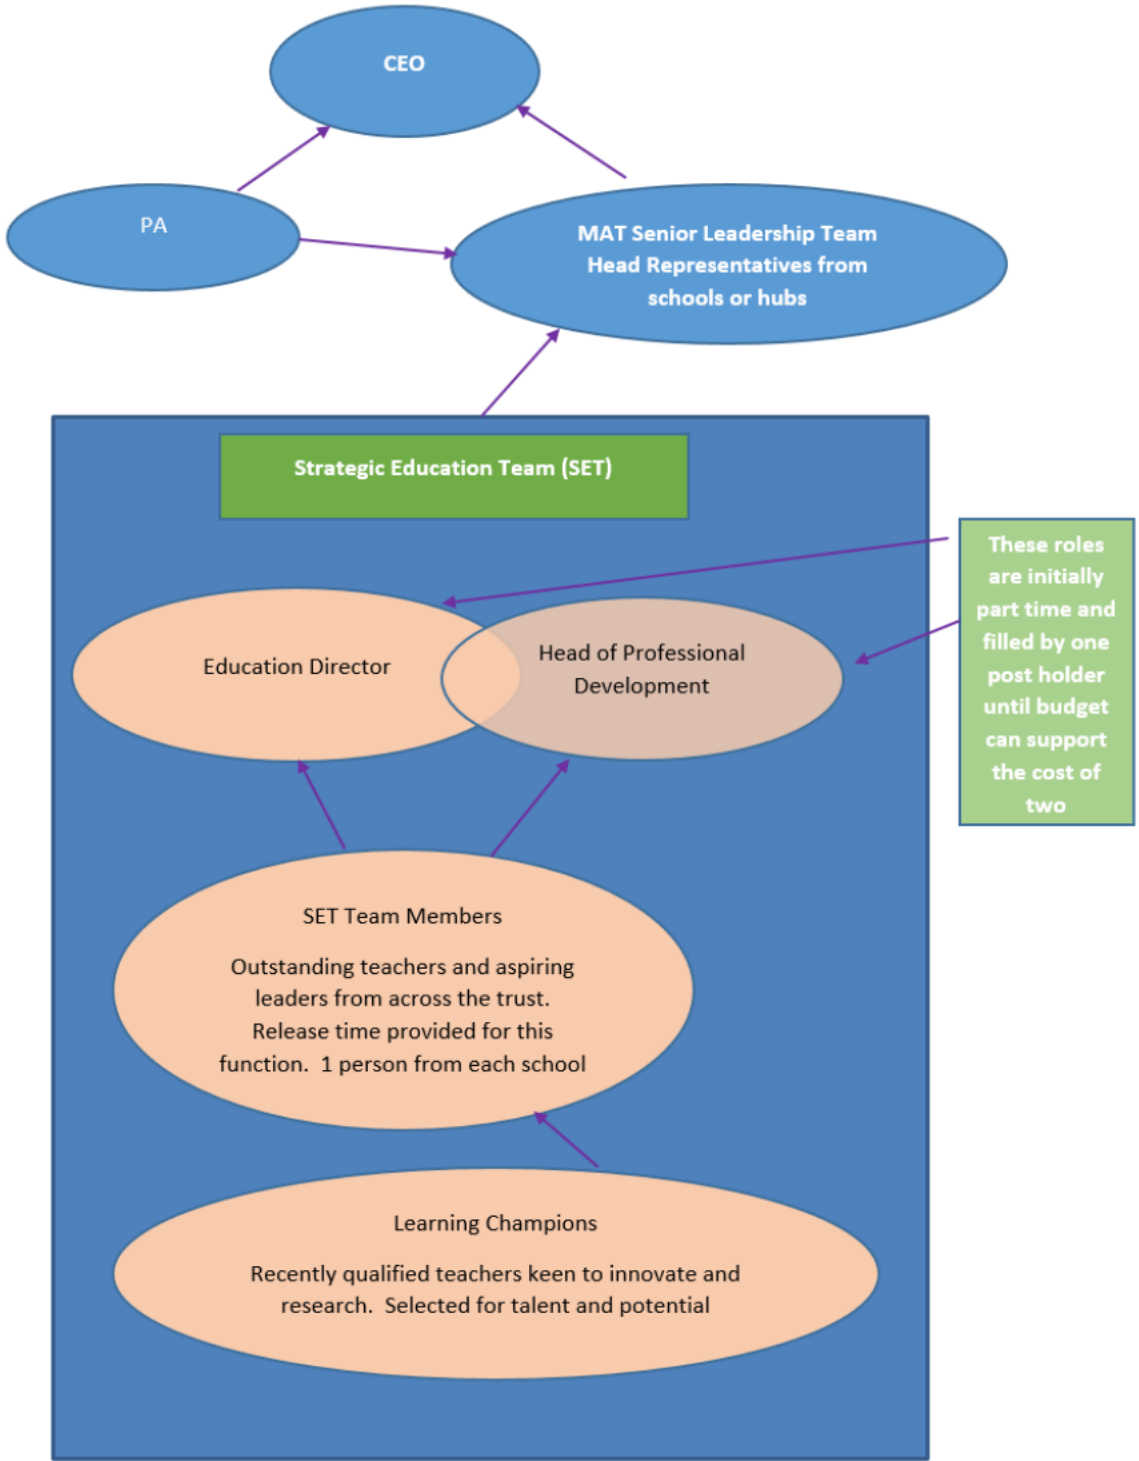 CEO
PA
MAT Senior Leadership Team
Head Representatives from
schools or hubs
Strategic Education Team (SET)
These roles
are initially
part time and
filled by one
post holder
until budget
can support
the cost of
two
Education Director
Head of Professional
Development
SET Team Members
Outstanding teachers and aspiring
leaders from across the trust.
Release time provided for this
function.  1 person from each school
Learning Champions
Recently qualified teachers keen to innovate and
research.  Selected for talent and potential